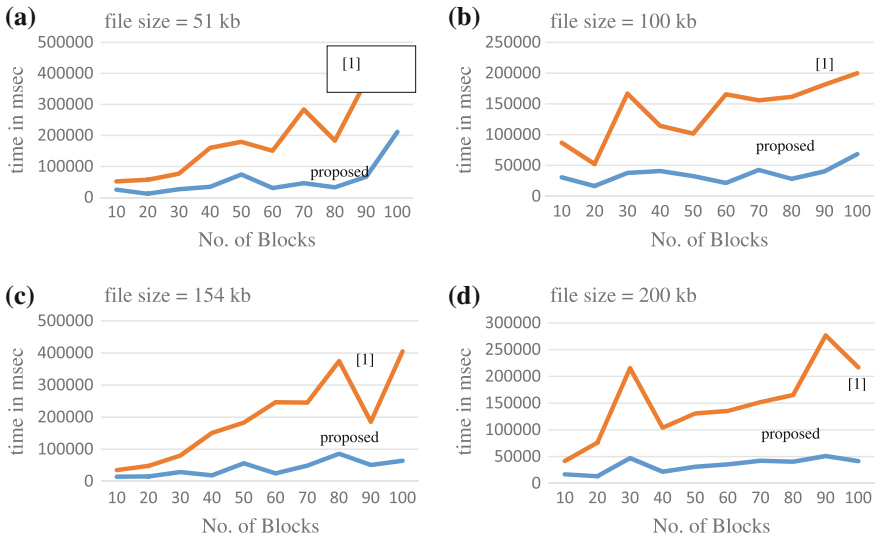 (a)
file size = 51 kb
500000
400000
300000
200000
100000
0
time in msec
[1]
proposed
10 20 30 40 50 60 70 80 90 100
No. of Blocks
(b)
file size = 100 kb
250000
200000
150000
100000
50000
0
time in msec
[1]
proposed
10 20 30 40 50 60 70 80 90 100
No. of Blocks
(c)
file size = 154 kb
500000
400000
300000
200000
100000
0
time in msec
[1]
proposed
10 20 30 40 50 60 70 80 90 100
No. of Blocks
(d)
file size = 200 kb
300000
250000
200000
150000
100000
50000
0
time in msec
[1]
proposed
10 20 30 40 50 60 70 80 90 100
No. of Blocks